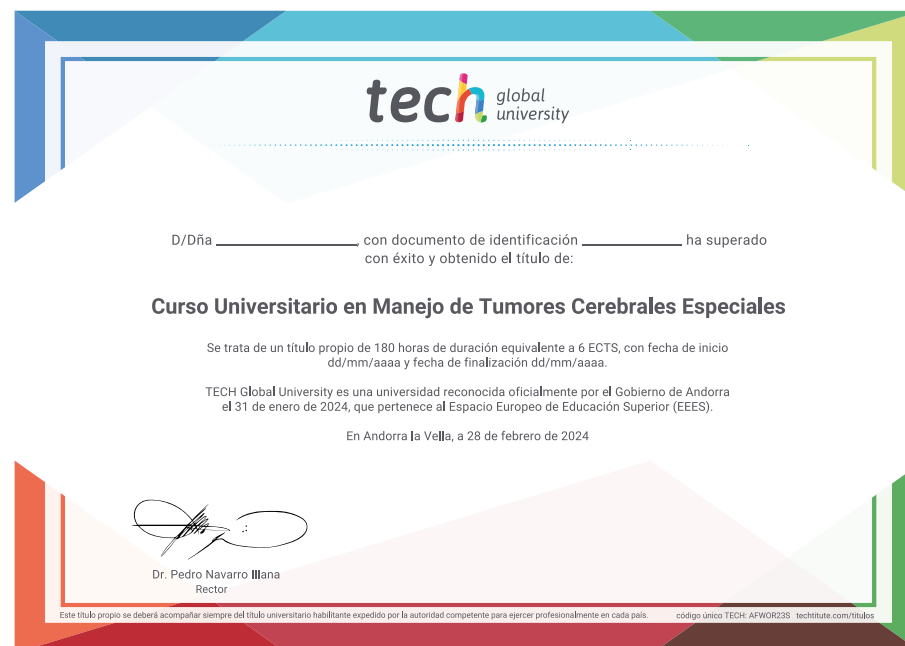 tech global university
D/Dña ________________, con documento de identificación ____________ ha superado
con éxito y obtenido el título de:
Curso Universitario en Manejo de Tumores Cerebrales Especiales
Se trata de un título propio de 180 horas de duración equivalente a 6 ECTS, con fecha de inicio
dd/mm/aaaa y fecha de finalización dd/mm/aaaa.
TECH Global University es una universidad reconocida oficialmente por el Gobierno de Andorra
el 31 de enero de 2024, que pertenece al Espacio Europeo de Educación Superior (EEES).
En Andorra la Vella, a 28 de febrero de 2024
Dr. Pedro Navarro Illana
Rector
Este título propio se deberá acompañar siempre del título universitario habilitante expedido por la autoridad competente para ejercer profesionalmente en cada país. código único TECH: AFWOR23S techtitute.com/titulos